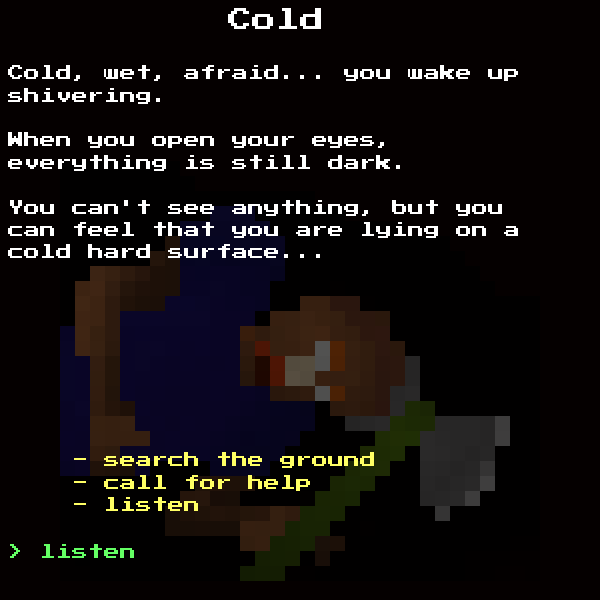 Cold
Cold, wet, afraid... you wake up
shivering.
When you open your eyes,
everything is still dark.
You can't see anything, but you
can feel that you are lying on a
cold hard surface...
- search the ground
- call for help
- listen
> listen